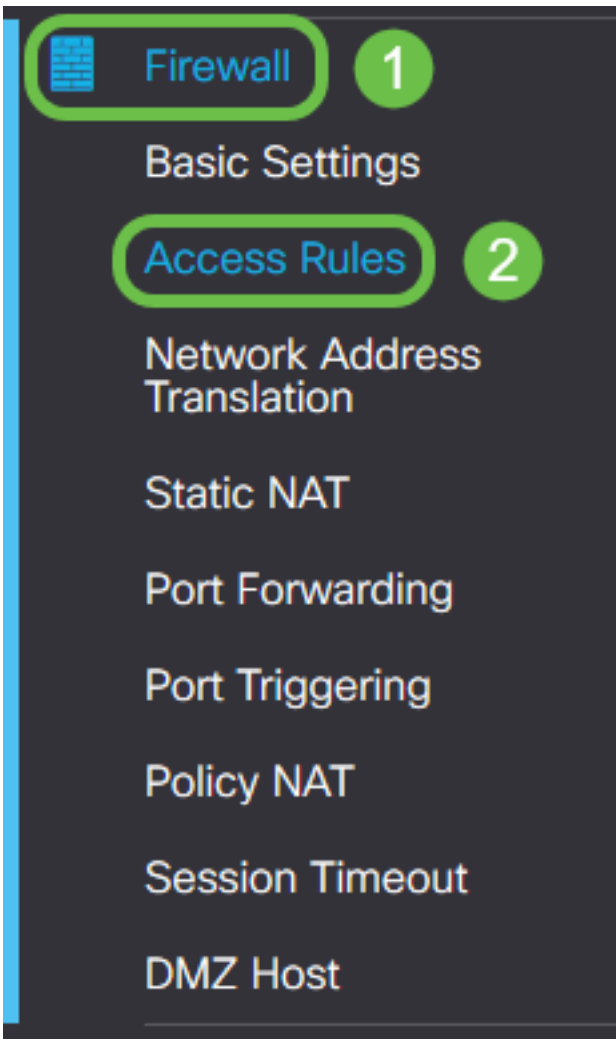 Firewall 1
Basic Settings
Access Rules 2
Network Address
Translation
Static NAT
Port Forwarding
Port Triggering
Policy NAT
Session Timeout
DMZ Host